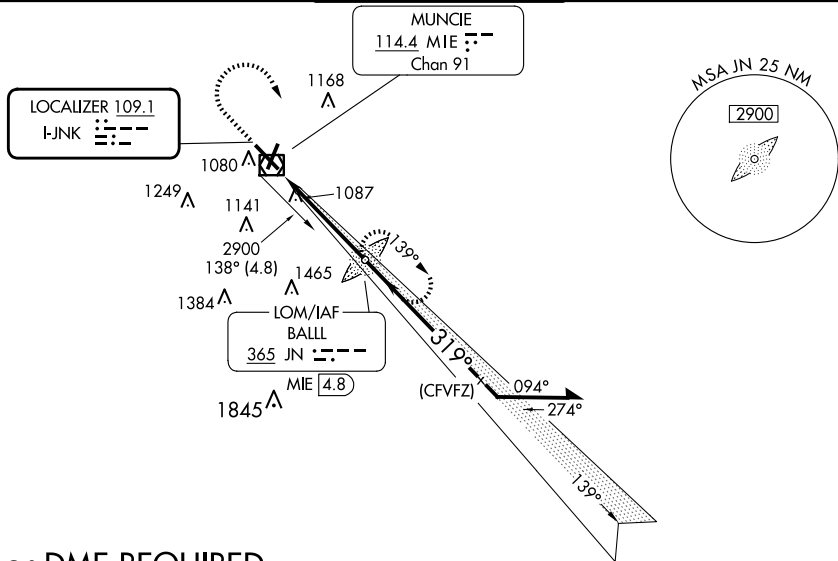 MUNCIE
114.4 MIE
Chan 91
MSA JN 25 NM
2900
LOCALIZER 109.1
I-JNK
1168
1080
1249
1087
1141
2900
138° (4.8)
139°
1465
1384
LOM/IAF
BALLL
365 JN
MIE 4.8
1845
319°
(CFVFZ)
094°
274°
139°
DME REQUIRED